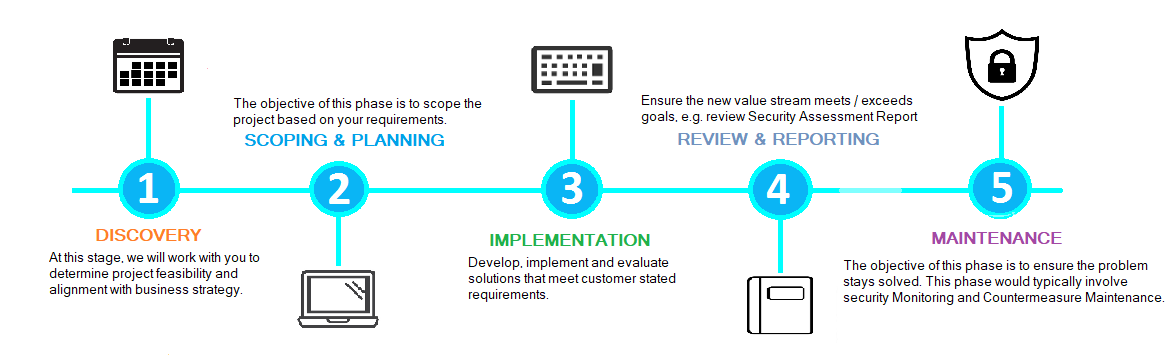 1
DISCOVERY
At this stage, we will work with you to
determine project feasibility and
alignment with business strategy.
The objective of this phase is to scope the
project based on your requirements.
SCOPING & PLANNING
2
3
IMPLEMENTATION
Develop, implement and evaluate
solutions that meet customer stated
requirements.
Ensure the new value stream meets / exceeds
goals, e.g. review Security Assessment Report
REVIEW & REPORTING
4
5
MAINTENANCE
The objective of this phase is to ensure the problem
stays solved. This phase would typically involve
security Monitoring and Countermeasure Maintenance.